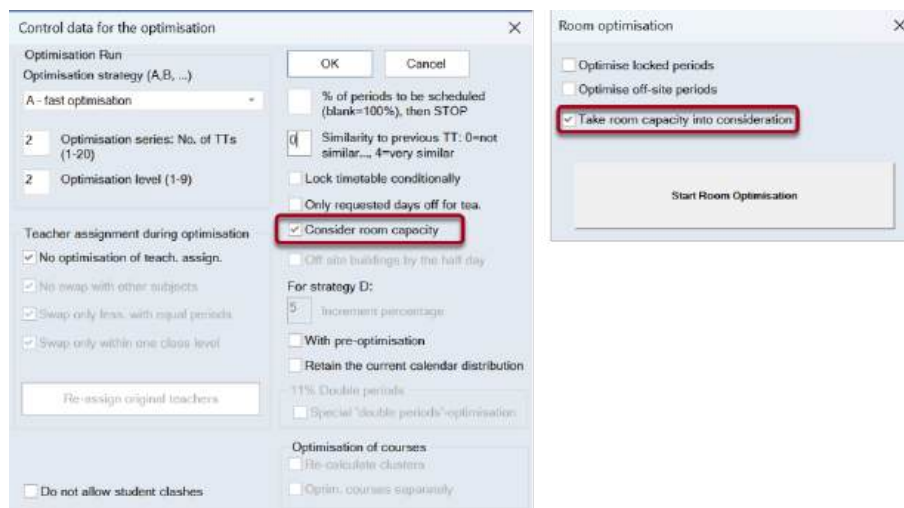 Control data for the optimisation
Optimisation Run
Optimisation strategy (A,B, ...)
A - fast optimisation
2 Optimisation series: No. of TTs
(1-20)
2 Optimisation level (1-9)
Teacher assignment during optimisation
No optimisation of teach. assign.
No swap with other subjects
Swap only less. with equal periods
Swap only within one class level
Re-assign original teachers
Do not allow student clashes
OK Cancel
% of periods to be scheduled
(blank=100%), then STOP
0 Similarity to previous TT: 0=not
similar..., 4=very similar
Lock timetable conditionally
Only requested days off for tea.
Consider room capacity
Off site buildings by the half day
For strategy D:
5 Increment percentage
With pre-optimisation
Retain the current calendar distribution
11% Double periods
Special "double periods"-optimisation
Optimisation of courses
Re-calculate clusters
Optim. courses separately
Room optimisation
Optimise locked periods
Optimise off-site periods
Take room capacity into consideration
Start Room Optimisation